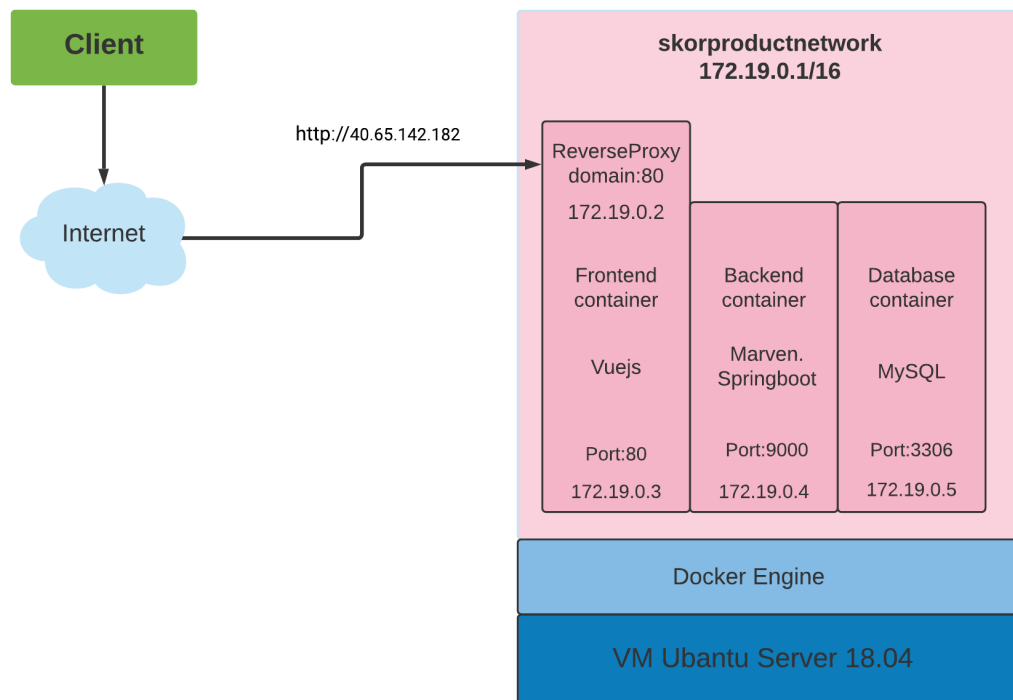 Client
Internet
http://40.65.142.182
skorproductnetwork
172.19.0.1/16
ReverseProxy
domain:80
172.19.0.2
Frontend
container
Vuejs
Port:80
172.19.0.3
Backend
container
Marven.
Springboot
Port:9000
172.19.0.4
Database
container
MySQL
Port:3306
172.19.0.5
Docker Engine
VM Ubantu Server 18.04